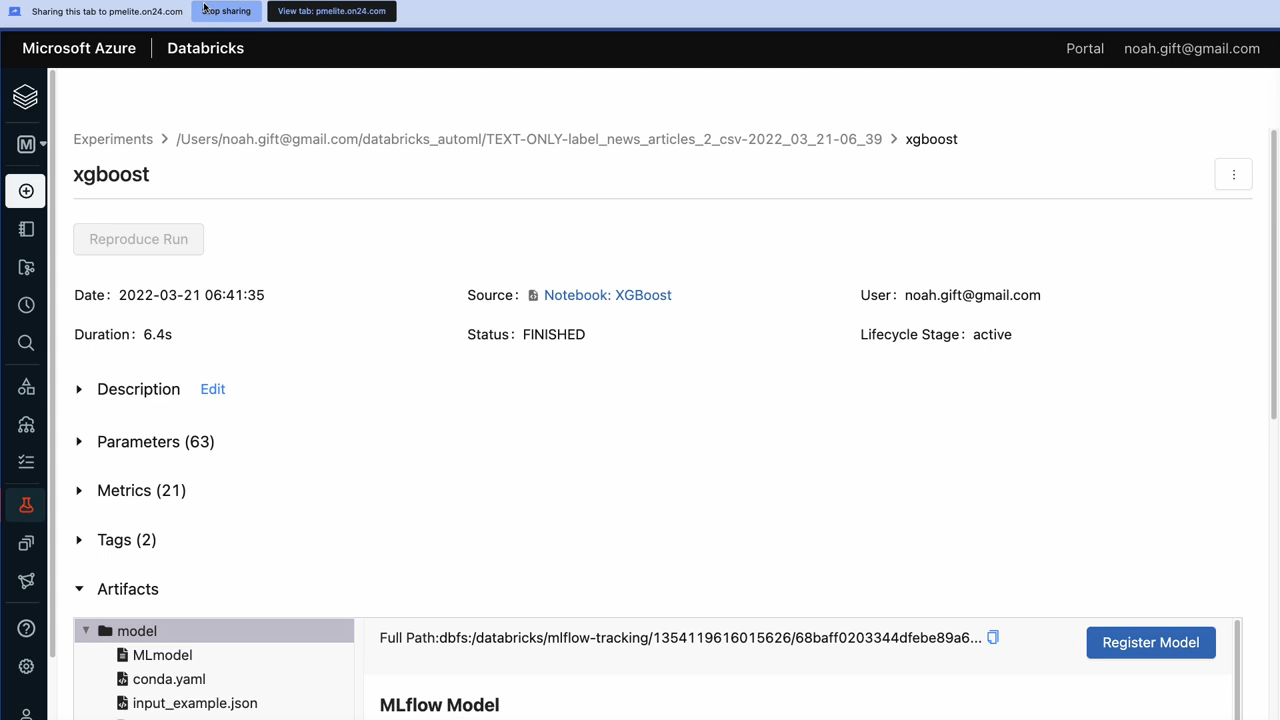 Sharing this tab to pmelite.on24.com
View tab: pmelite.on24.com
Microsoft Azure Databricks Portal noah.gift@gmail.com
M
Experiments /Users/noah.gift@gmail.com/databricks_automl/TEXT-ONLY-label_news_articles_2_csv-2022_03_21-06_39 xgboost
xgboost
Reproduce Run
Date: 2022-03-21 06:41:35 Source: Notebook: XGBoost User: noah.gift@gmail.com
Duration: 6.4s Status: FINISHED Lifecycle Stage: active
Description Edit
Parameters (63)
Metrics (21)
Tags (2)
Artifacts
model
Full Path:dbfs:/databricks/mlflow-tracking/1354119616015626/68baff0203344dfebe89a6... Register Model
MLmodel
conda.yaml
input_example.json
MLflow Model